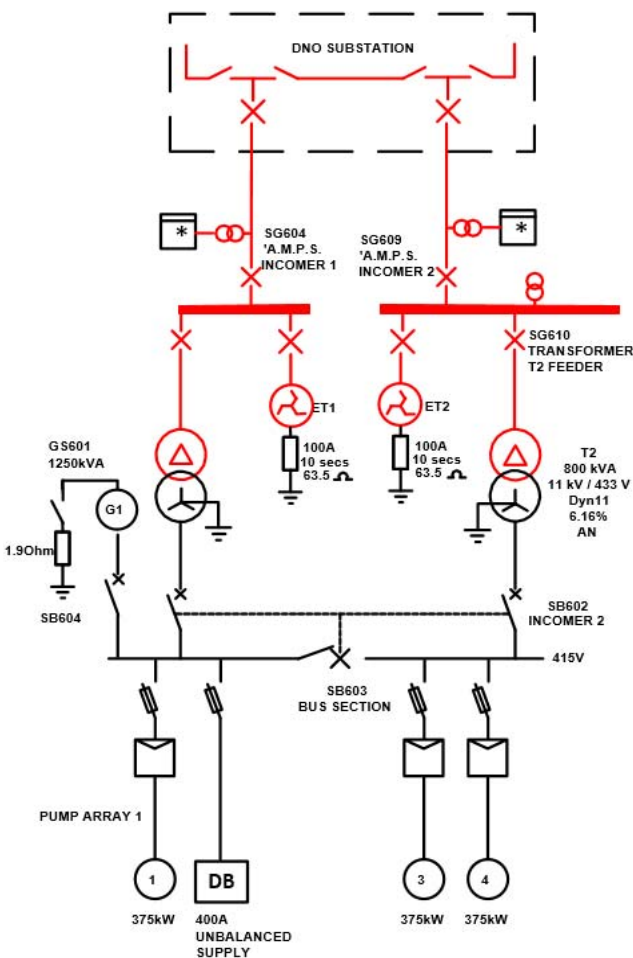 DNO SUBSTATION
*
SG604
'A.M.P.S.
INCOMER 1
SG609
'A.M.P.S.
INCOMER 2
*
SG610
TRANSFORMER
T2 FEEDER
ET1
100A
10 secs
63.5 Ω
ET2
100A
10 secs
63.5 Ω
T2
800 kVA
11 kV / 433 V
Dyn11
6.16%
AN
GS601
1250kVA
G1
1.9Ohm
SB604
SB602
INCOMER 2
415V
SB603
BUS SECTION
PUMP ARRAY 1
1
DB
3
4
375kW
400A
UNBALANCED
SUPPLY
375kW
375kW